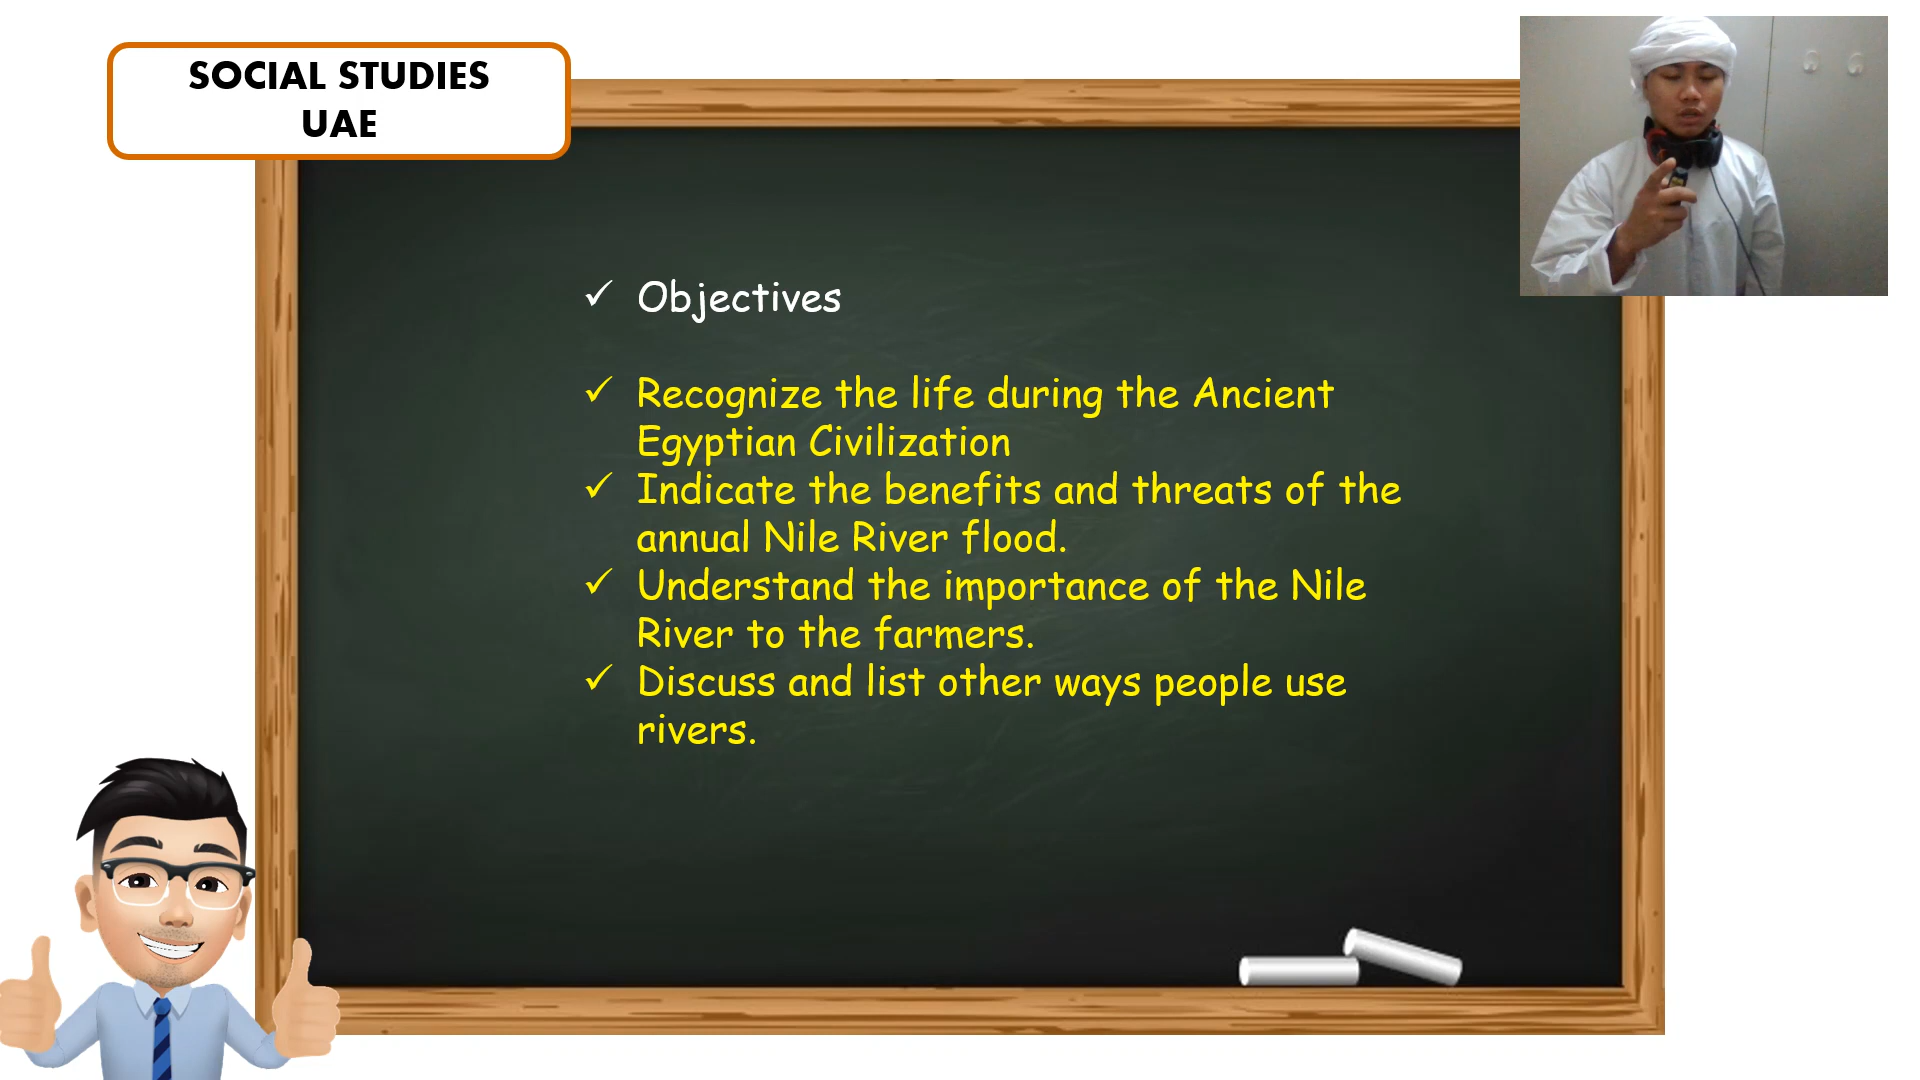 SOCIAL STUDIES
UAE
✓ Objectives
✓ Recognize the life during the Ancient
Egyptian Civilization
✓ Indicate the benefits and threats of the
annual Nile River flood.
✓ Understand the importance of the Nile
River to the farmers.
✓ Discuss and list other ways people use
rivers.